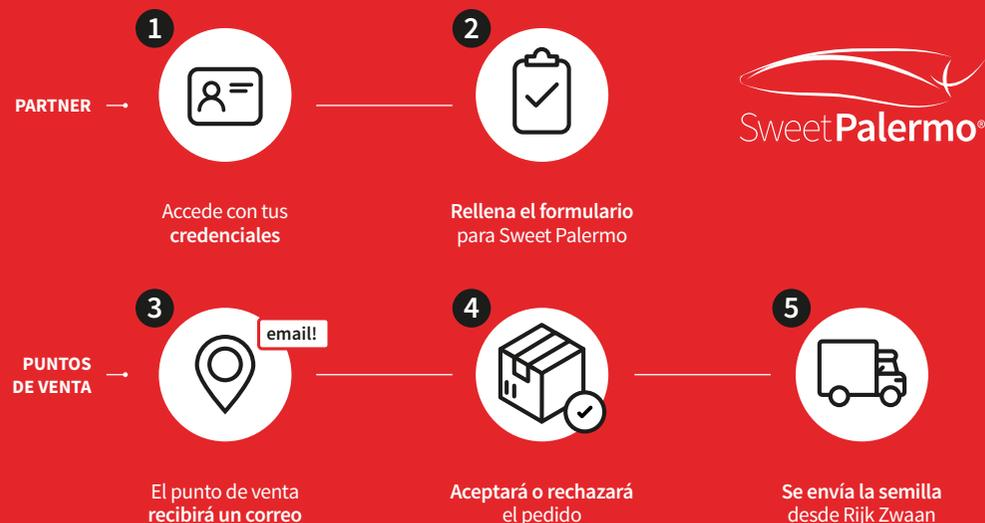 1
2
PARTNER
SweetPalermo®
Accede con tus
credenciales
Rellena el formulario
para Sweet Palermo
3
4
5
email!
PUNTOS
DE VENTA
El punto de venta
recibirá un correo
Aceptará o rechazará
el pedido
Se envía la semilla
desde Rijk Zwaan